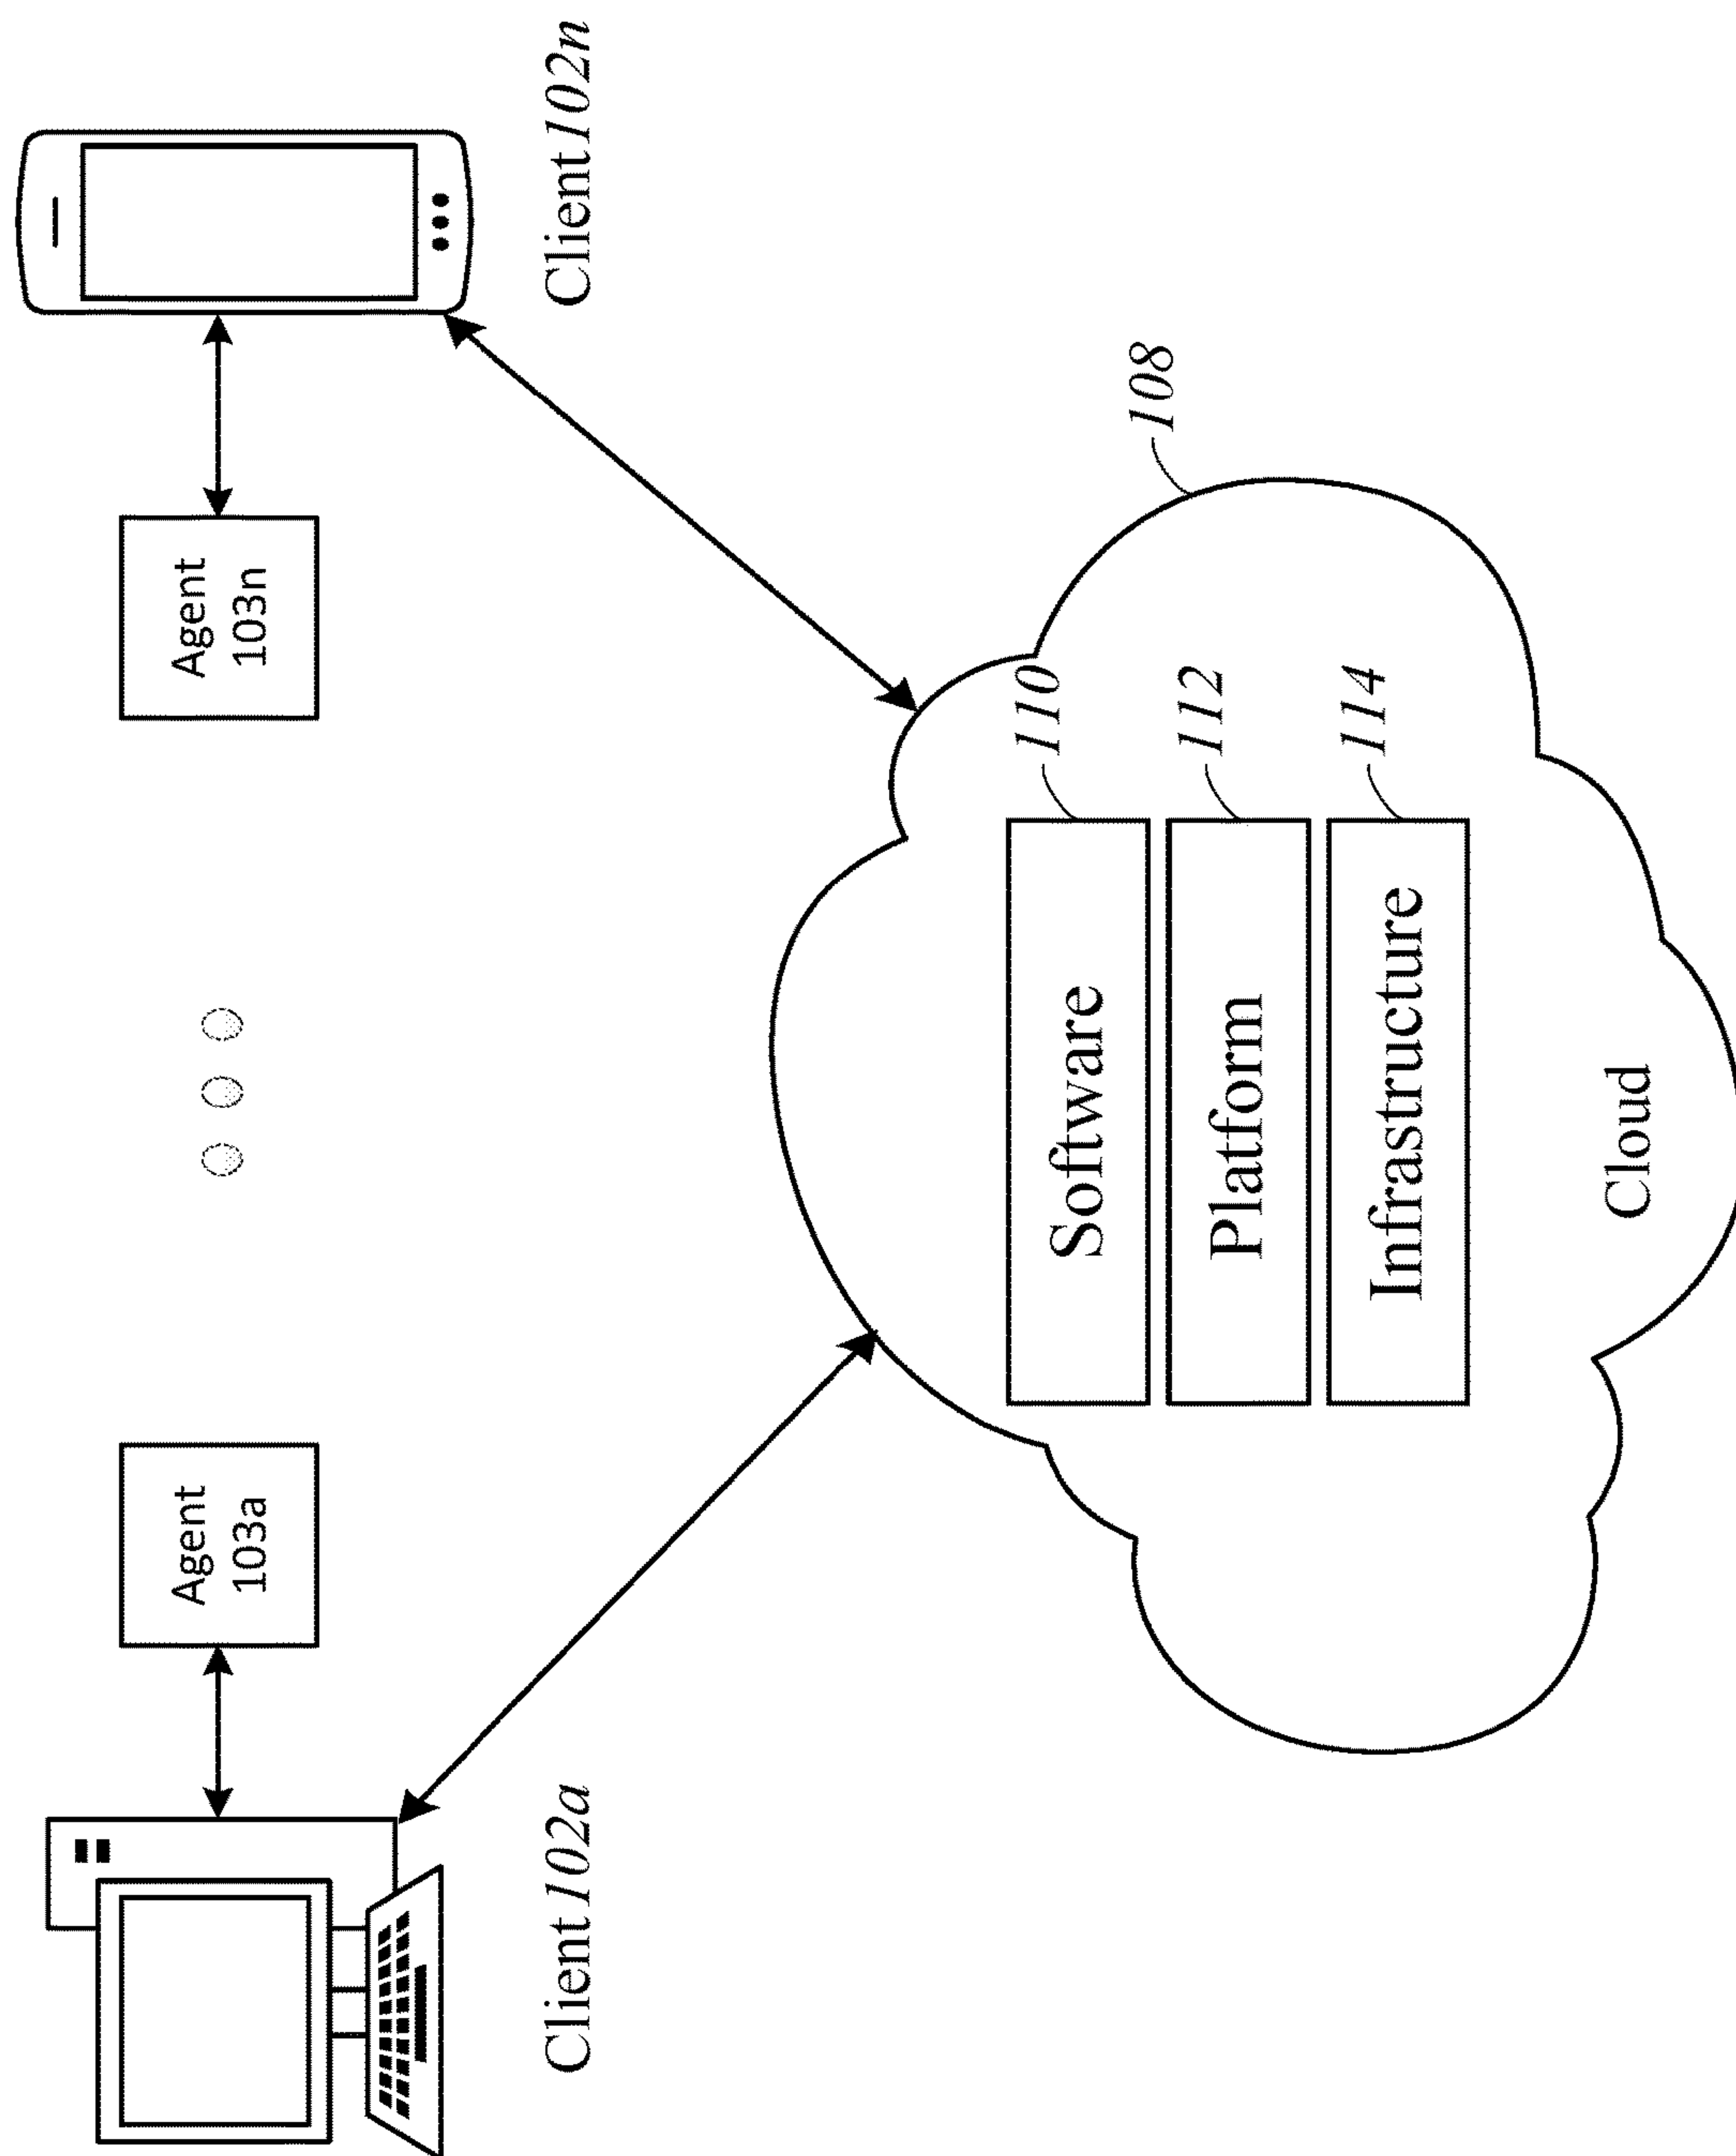 Agent
103a
Agent
103n
Client 102a
Client 102n
108
Software
110
Platform
112
Infrastructure
114
Cloud